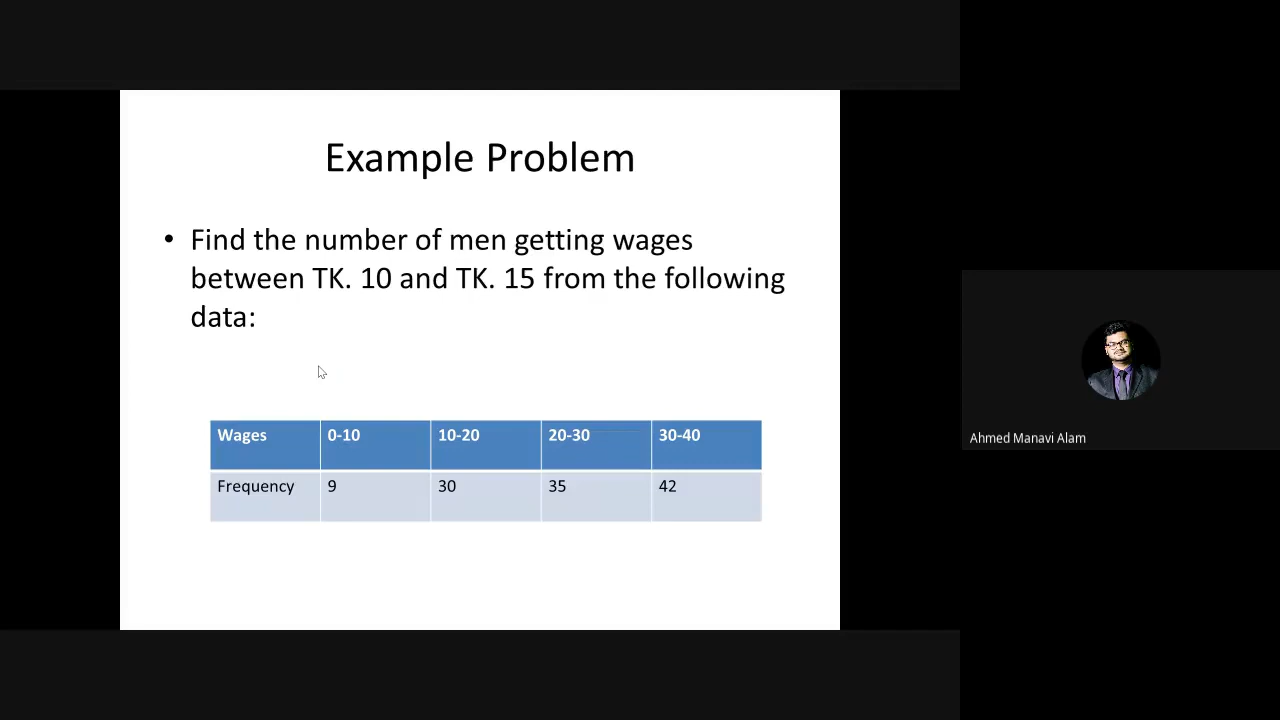 Example Problem
• Find the number of men getting wages
between TK. 10 and TK. 15 from the following
data:
Wages 0-10 10-20 20-30 30-40
Frequency 9 30 35 42
Ahmed Manavi Alam